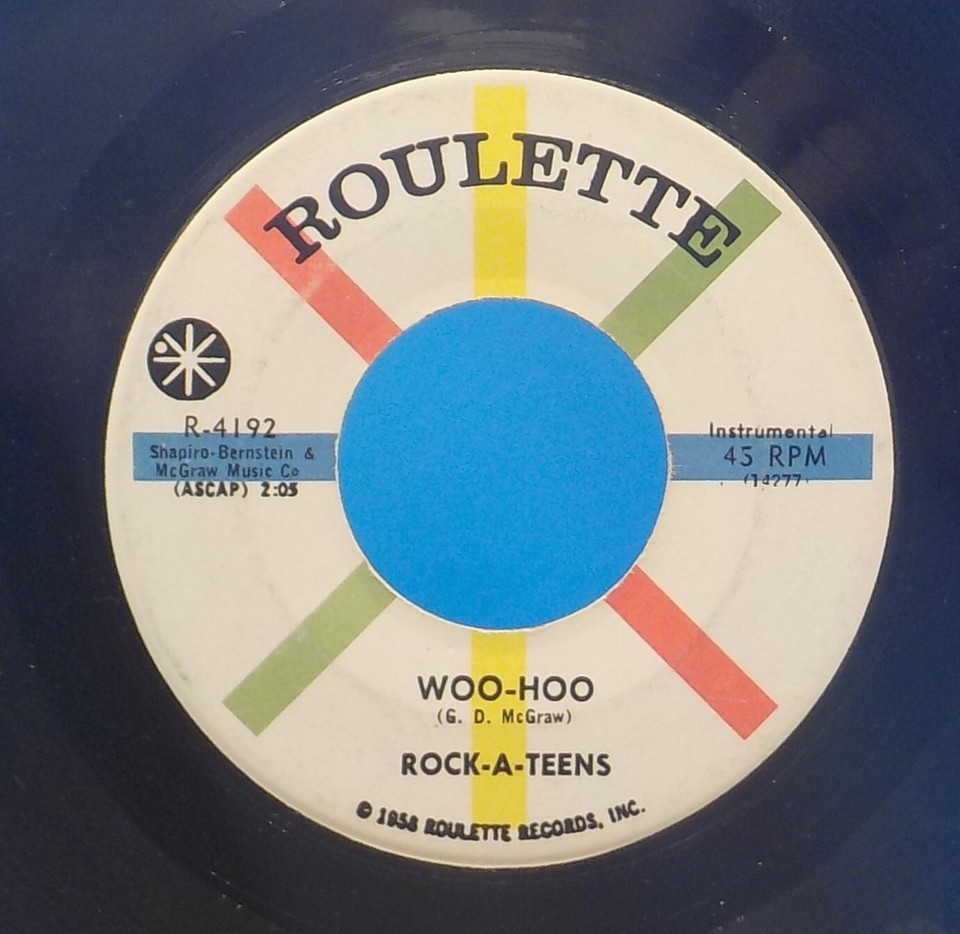 ROULETTE
R-4192
Shapiro-Bernstein &
McGraw Music Co
(ASCAP) 2:05
Instrumental
45 RPM
(14277)
WOO-HOO
(G. D. McGraw)
ROCK-A-TEENS
© 1958 ROULETTE RECORDS, INC.